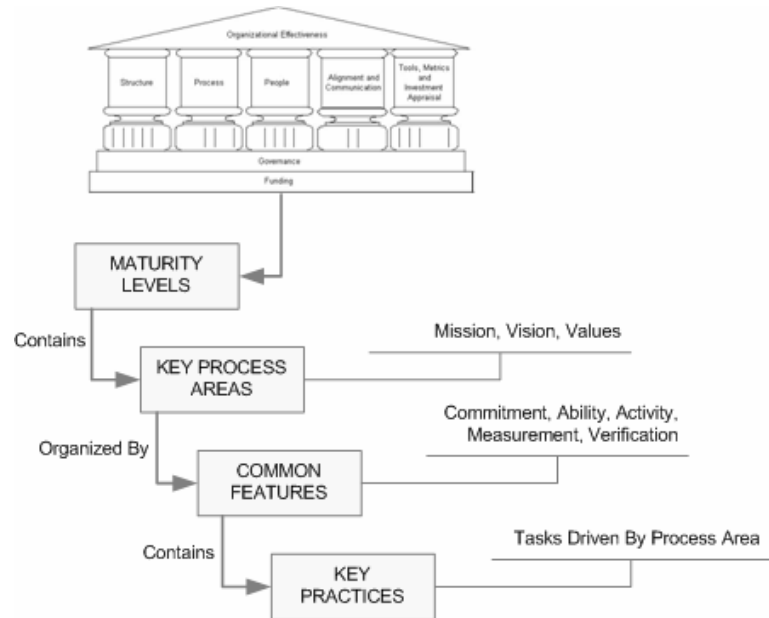 Organizational Effectiveness
Structure
Process
People
Alignment and
Communication
Tools, Metrics
and
Investment
Appraisal
Governance
Funding
MATURITY
LEVELS
Contains
Mission, Vision, Values
KEY PROCESS
AREAS
Commitment, Ability, Activity,
Measurement, Verification
Organized By
COMMON
FEATURES
Contains
Tasks Driven By Process Area
KEY
PRACTICES